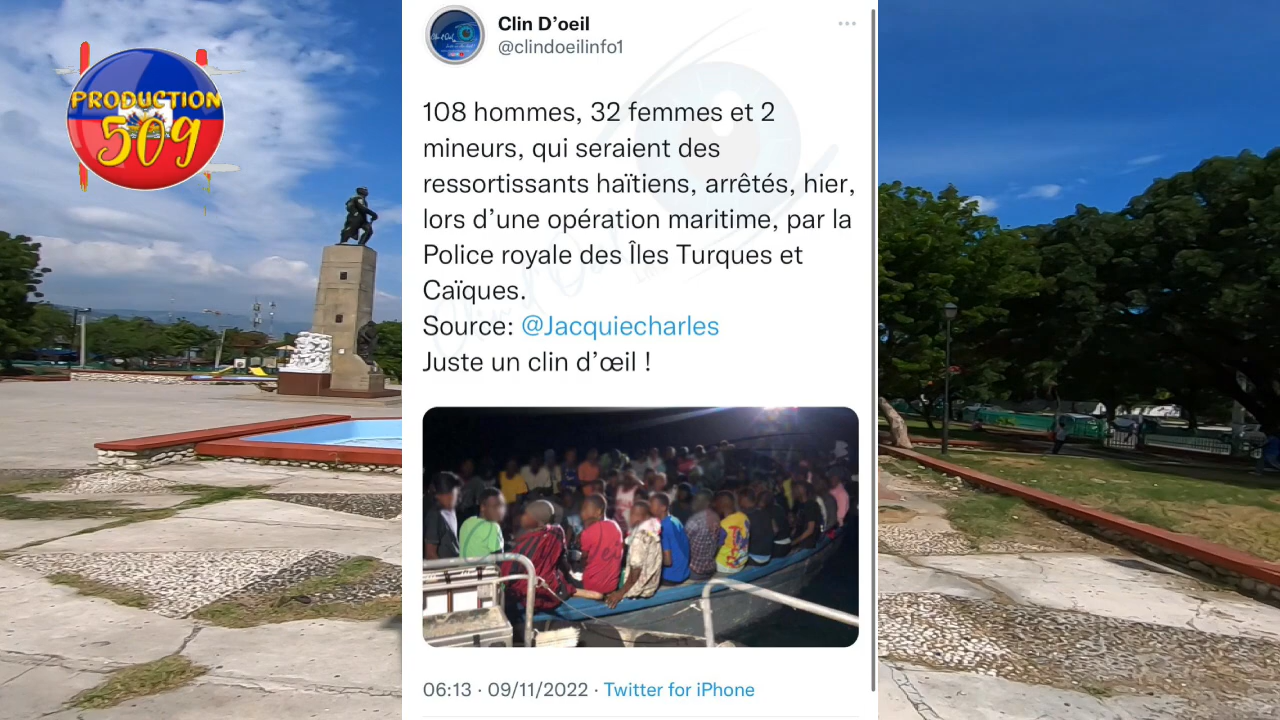 PRODUCTION
509
Clin D’oeil
@clindoeilinfo1
108 hommes, 32 femmes et 2
mineurs, qui seraient des
ressortissants haïtiens, arrêtés, hier,
lors d’une opération maritime, par la
Police royale des Îles Turques et
Caïques.
Source: @Jacquiecharles
Juste un clin d’œil !
06:13 · 09/11/2022 · Twitter for iPhone